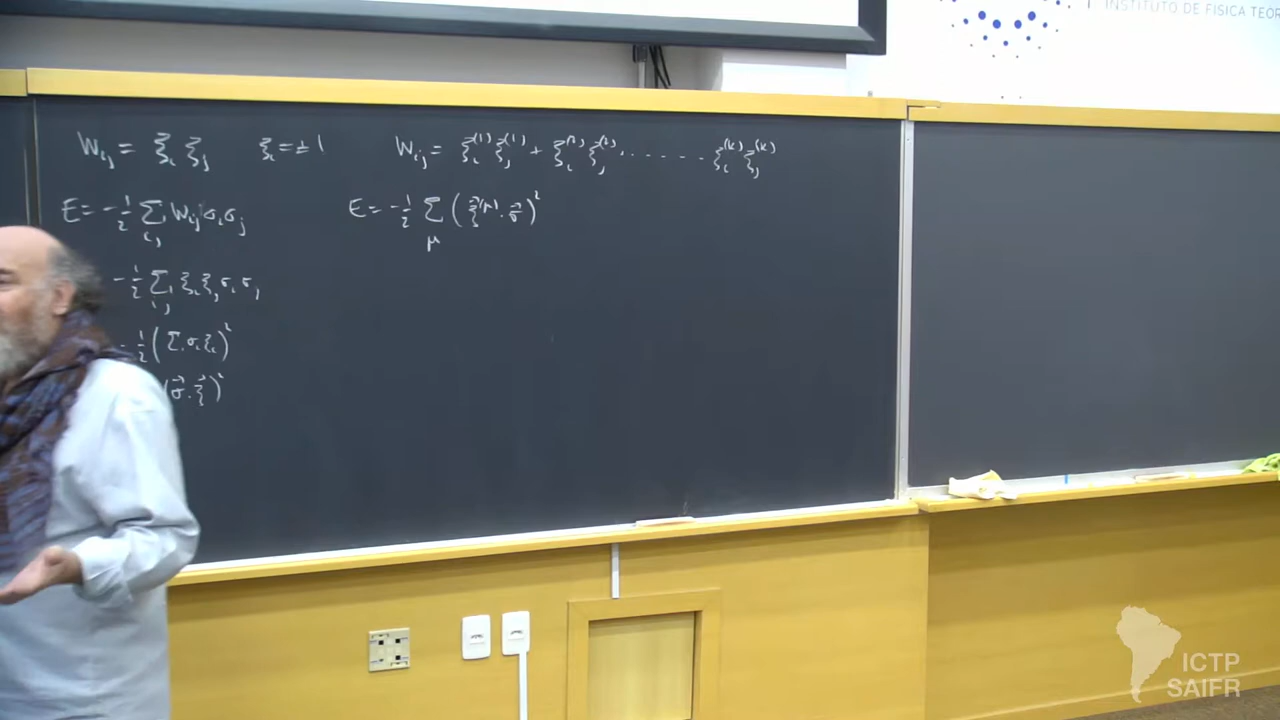 INSTITUTO DE FISICA TEOR
W_ij = ξ_i ξ_j    ξ_i = ± 1
E = - 1/2 Σ_ij W_ij σ_i σ_j
- 1/2 Σ_ij ξ_i ξ_j σ_i σ_j
- 1/2 ( Σ_i σ_i ξ_i )²
( σ⃗ · ξ⃗ )²
W_ij = ξ_i^(1) ξ_j^(1) + ξ_i^(2) ξ_j^(2) . . . . . . ξ_i^(k) ξ_j^(k)
E = - 1/2 Σ_μ ( ξ⃗^(μ) · σ⃗ )²
ICTP
SAIFR